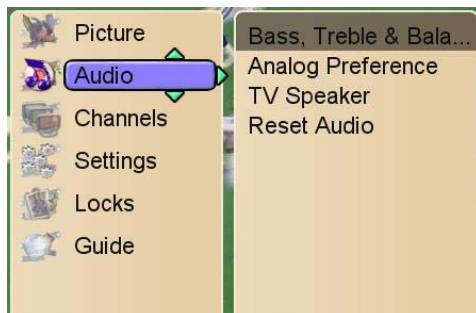 Picture
Audio
Channels
Settings
Locks
Guide
Bass, Treble & Bala...
Analog Preference
TV Speaker
Reset Audio